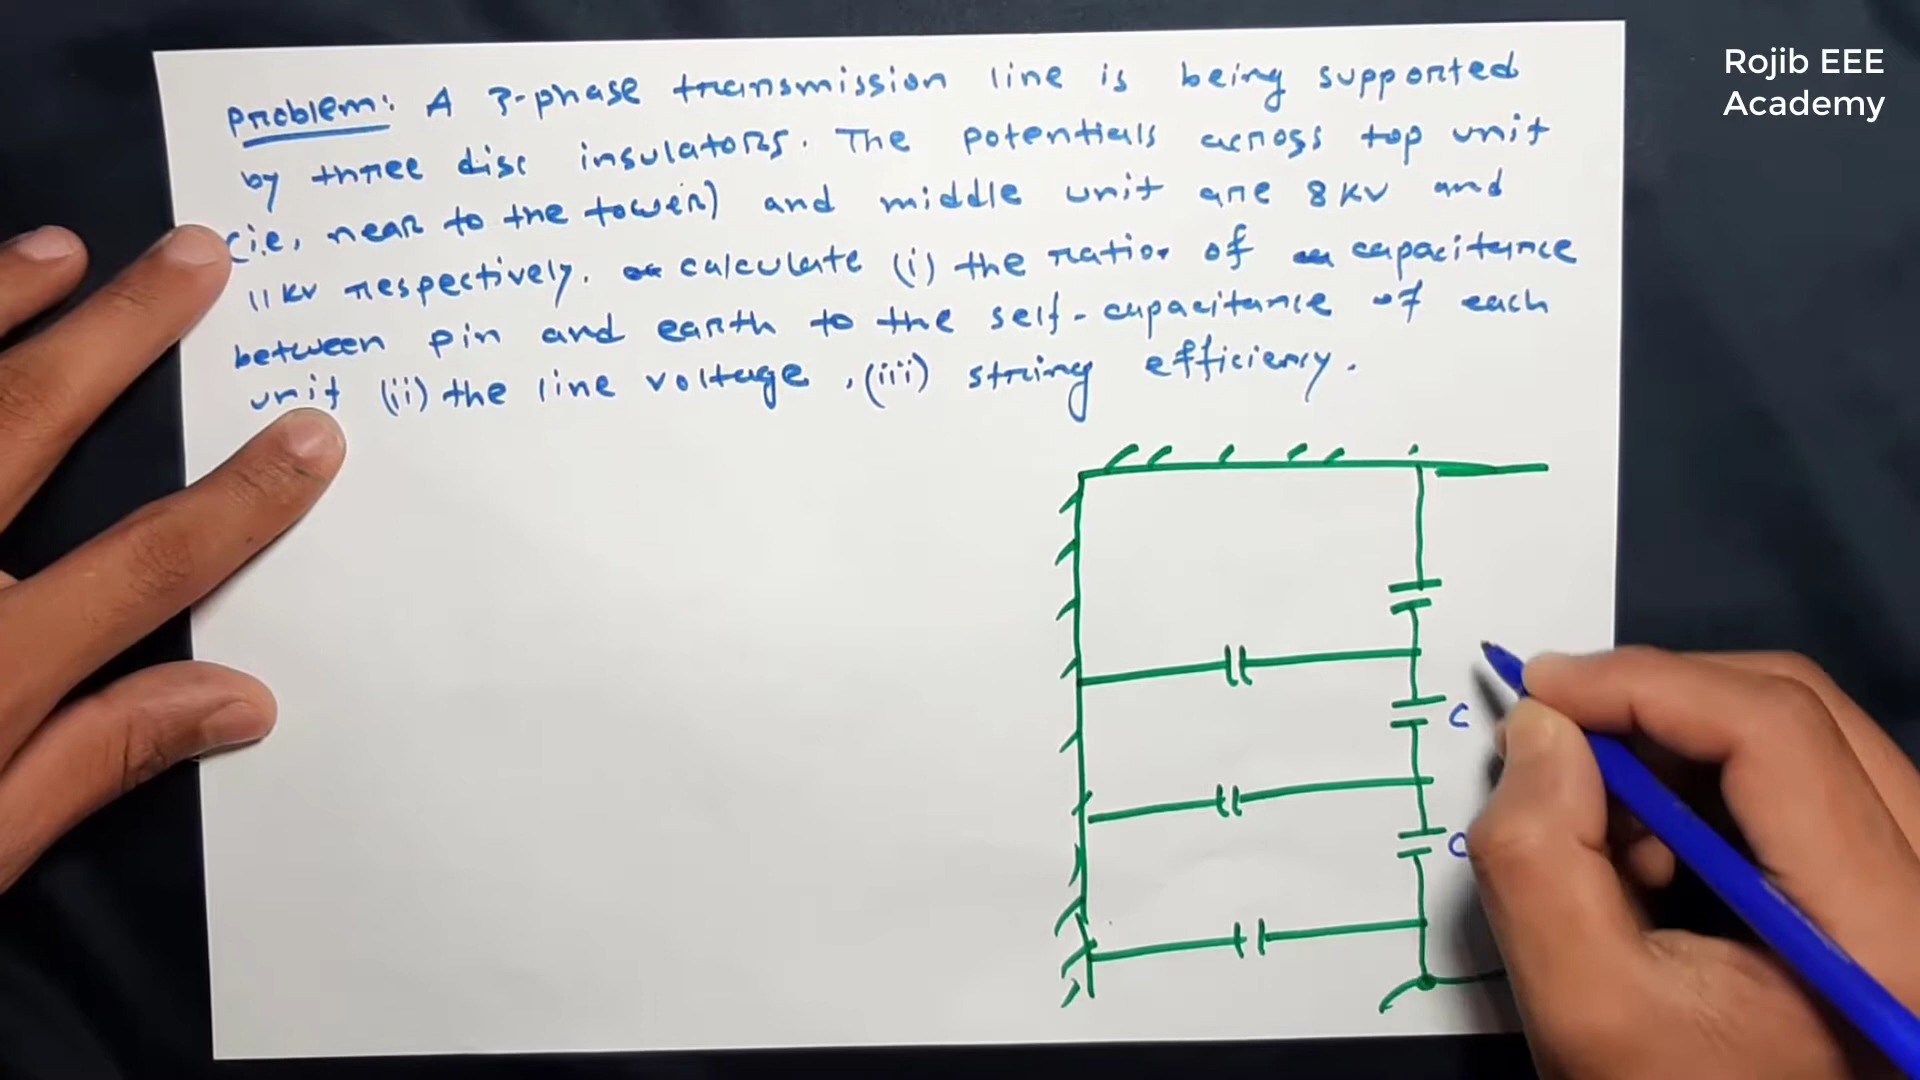 Problem: A 3-phase transmission line is being supported
by three disc insulators. The potentials across top unit
(i.e, near to the tower) and middle unit are 8 KV and
11 KV respectively. calculate (i) the ratio of capacitance
between pin and earth to the self-capacitance of each
unit (ii) the line voltage, (iii) string efficiency.
C
C
Rojib EEE
Academy